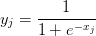 y_j = \frac{1}{1 + e^{-x_j}}